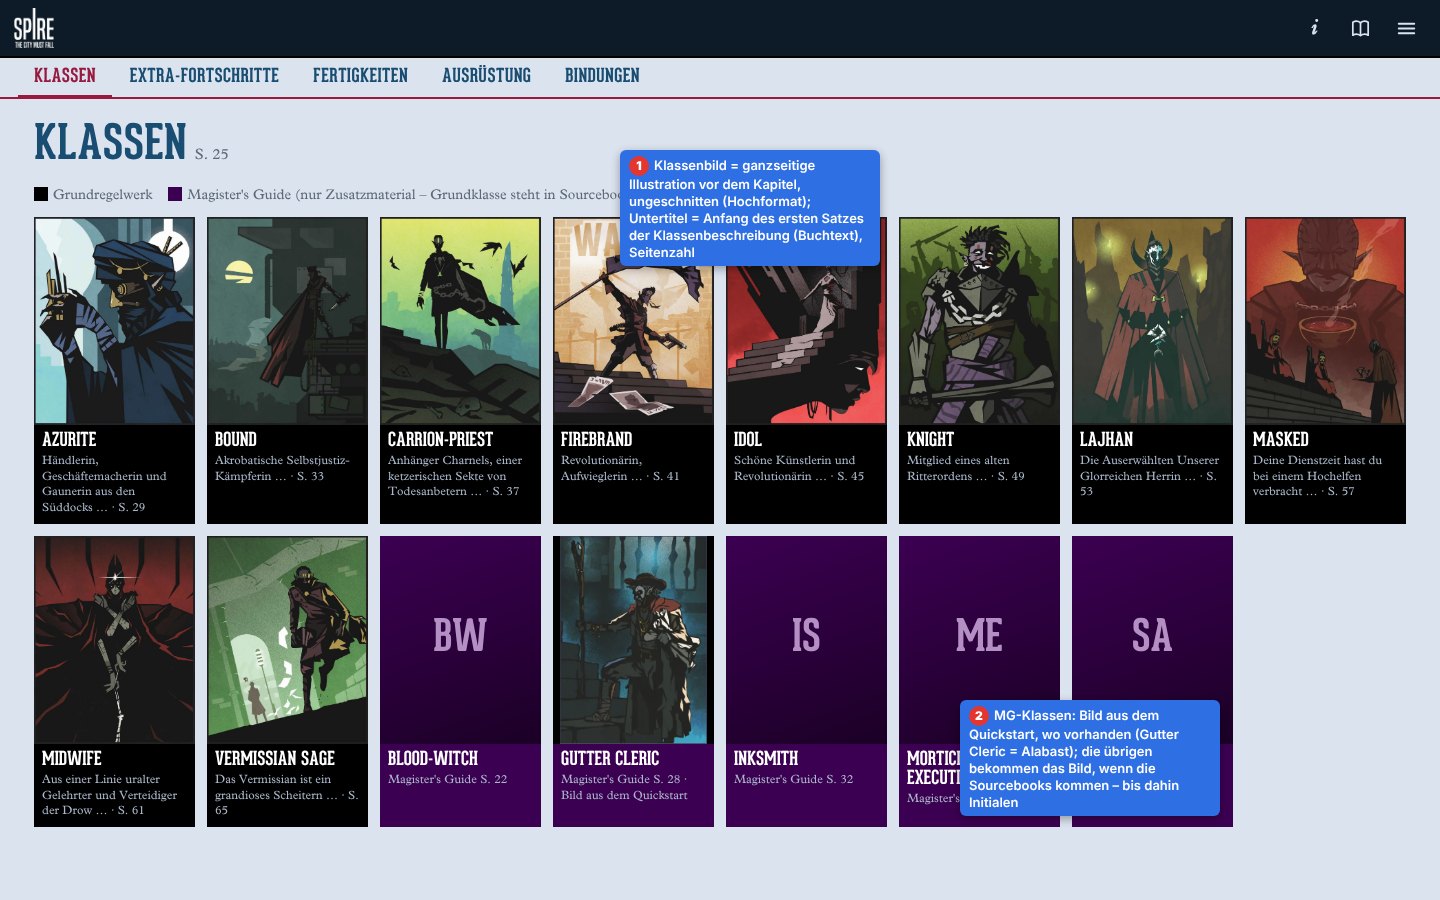 SPIRE
THE CITY MUST FALL
KLASSEN
EXTRA-FORTSCHRITTE
FERTIGKEITEN
AUSRÜSTUNG
BINDUNGEN
KLASSEN S. 25
Grundregelwerk
Magister's Guide (nur Zusatzmaterial – Grundklasse steht in
1 Klassenbild = ganzseitige
Illustration vor dem Kapitel,
ungeschnitten (Hochformat);
Untertitel = Anfang des ersten Satzes
der Klassenbeschreibung (Buchtext),
Seitenzahl
WA
AZURITE
Händlerin,
Geschäftemacherin und
Gaunerin aus den
Süddocks … · S. 29
BOUND
Akrobatische Selbstjustiz-
Kämpferin … · S. 33
CARRION-PRIEST
Anhänger Charnels, einer
ketzerischen Sekte von
Todesanbetern … · S. 37
FIREBRAND
Revolutionärin,
Aufwieglerin … · S. 41
IDOL
Schöne Künstlerin und
Revolutionärin … · S. 45
KNIGHT
Mitglied eines alten
Ritterordens … · S. 49
LAJHAN
Die Auserwählten Unserer
Glorreichen Herrin … · S.
53
MASKED
Deine Dienstzeit hast du
bei einem Hochelfen
verbracht … · S. 57
MIDWIFE
Aus einer Linie uralter
Gelehrter und Verteidiger
der Drow … · S. 61
VERMISSIAN SAGE
Das Vermissian ist ein
grandioses Scheitern … · S.
65
BW
BLOOD-WITCH
Magister's Guide S. 22
GUTTER CLERIC
Magister's Guide S. 28 ·
Bild aus dem Quickstart
IS
INKSMITH
Magister's Guide S. 32
ME
SA
2 MG-Klassen: Bild aus dem
Quickstart, wo vorhanden (Gutter
Cleric = Alabast); die übrigen
bekommen das Bild, wenn die
Sourcebooks kommen – bis dahin
Initialen